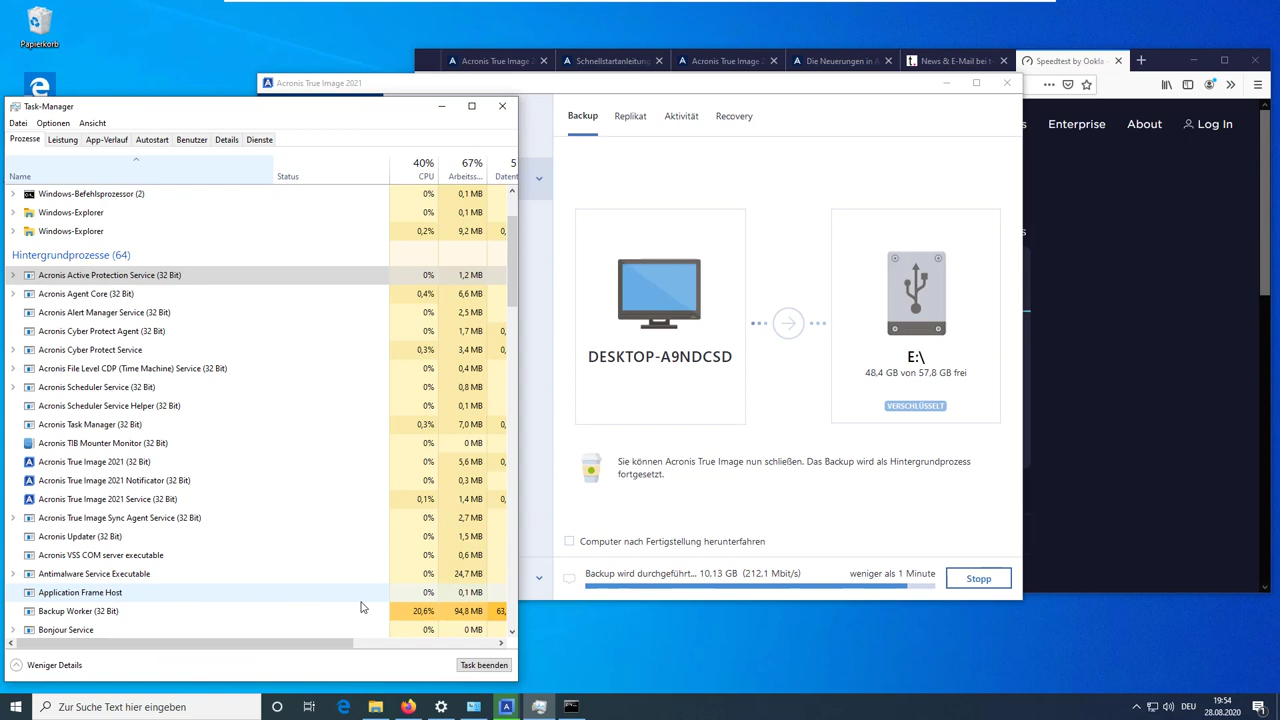 Papierkorb
Acronis True Image 2
Schnellstartanleitung
Acronis True Image 2
Die Neuerungen in A
News & E-Mail bei t-
Speedtest by Ookla -
Enterprise
About
Log In
Acronis True Image 2021
Backup
Replikat
Aktivität
Recovery
DESKTOP-A9NDCSD
E:\
48,4 GB von 57,8 GB frei
VERSCHLÜSSELT
Sie können Acronis True Image nun schließen. Das Backup wird als Hintergrundprozess
fortgesetzt.
Computer nach Fertigstellung herunterfahren
Backup wird durchgeführt... 10,13 GB (212,1 Mbit/s)
weniger als 1 Minute
Stopp
Task-Manager
Datei Optionen Ansicht
Prozesse Leistung App-Verlauf Autostart Benutzer Details Dienste
40% 67% 5
Name Status CPU Arbeitss... Datent
Windows-Befehlsprozessor (2) 0% 0,1 MB
Windows-Explorer 0% 0,1 MB
Windows-Explorer 0,2% 9,2 MB 0,
Hintergrundprozesse (64)
Acronis Active Protection Service (32 Bit) 0% 1,2 MB
Acronis Agent Core (32 Bit) 0,4% 6,6 MB 0,
Acronis Alert Manager Service (32 Bit) 0% 2,5 MB
Acronis Cyber Protect Agent (32 Bit) 0% 1,7 MB 0,
Acronis Cyber Protect Service 0,3% 3,4 MB 0,
Acronis File Level CDP (Time Machine) Service (32 Bit) 0% 0,4 MB
Acronis Scheduler Service (32 Bit) 0% 0,8 MB
Acronis Scheduler Service Helper (32 Bit) 0% 0,1 MB
Acronis Task Manager (32 Bit) 0,3% 7,0 MB 0,
Acronis TIB Mounter Monitor (32 Bit) 0% 0 MB
Acronis True Image 2021 (32 Bit) 0% 5,6 MB 0,
Acronis True Image 2021 Notificator (32 Bit) 0% 0,3 MB
Acronis True Image 2021 Service (32 Bit) 0,1% 1,4 MB 0,
Acronis True Image Sync Agent Service (32 Bit) 0% 2,7 MB
Acronis Updater (32 Bit) 0% 1,5 MB
Acronis VSS COM server executable 0% 0,6 MB
Antimalware Service Executable 0% 24,7 MB
Application Frame Host 0% 0,1 MB
Backup Worker (32 Bit) 20,6% 94,8 MB 63,
Bonjour Service 0% 0 MB
Weniger Details
Task beenden
Zur Suche Text hier eingeben
DEU
19:54
28.08.2020